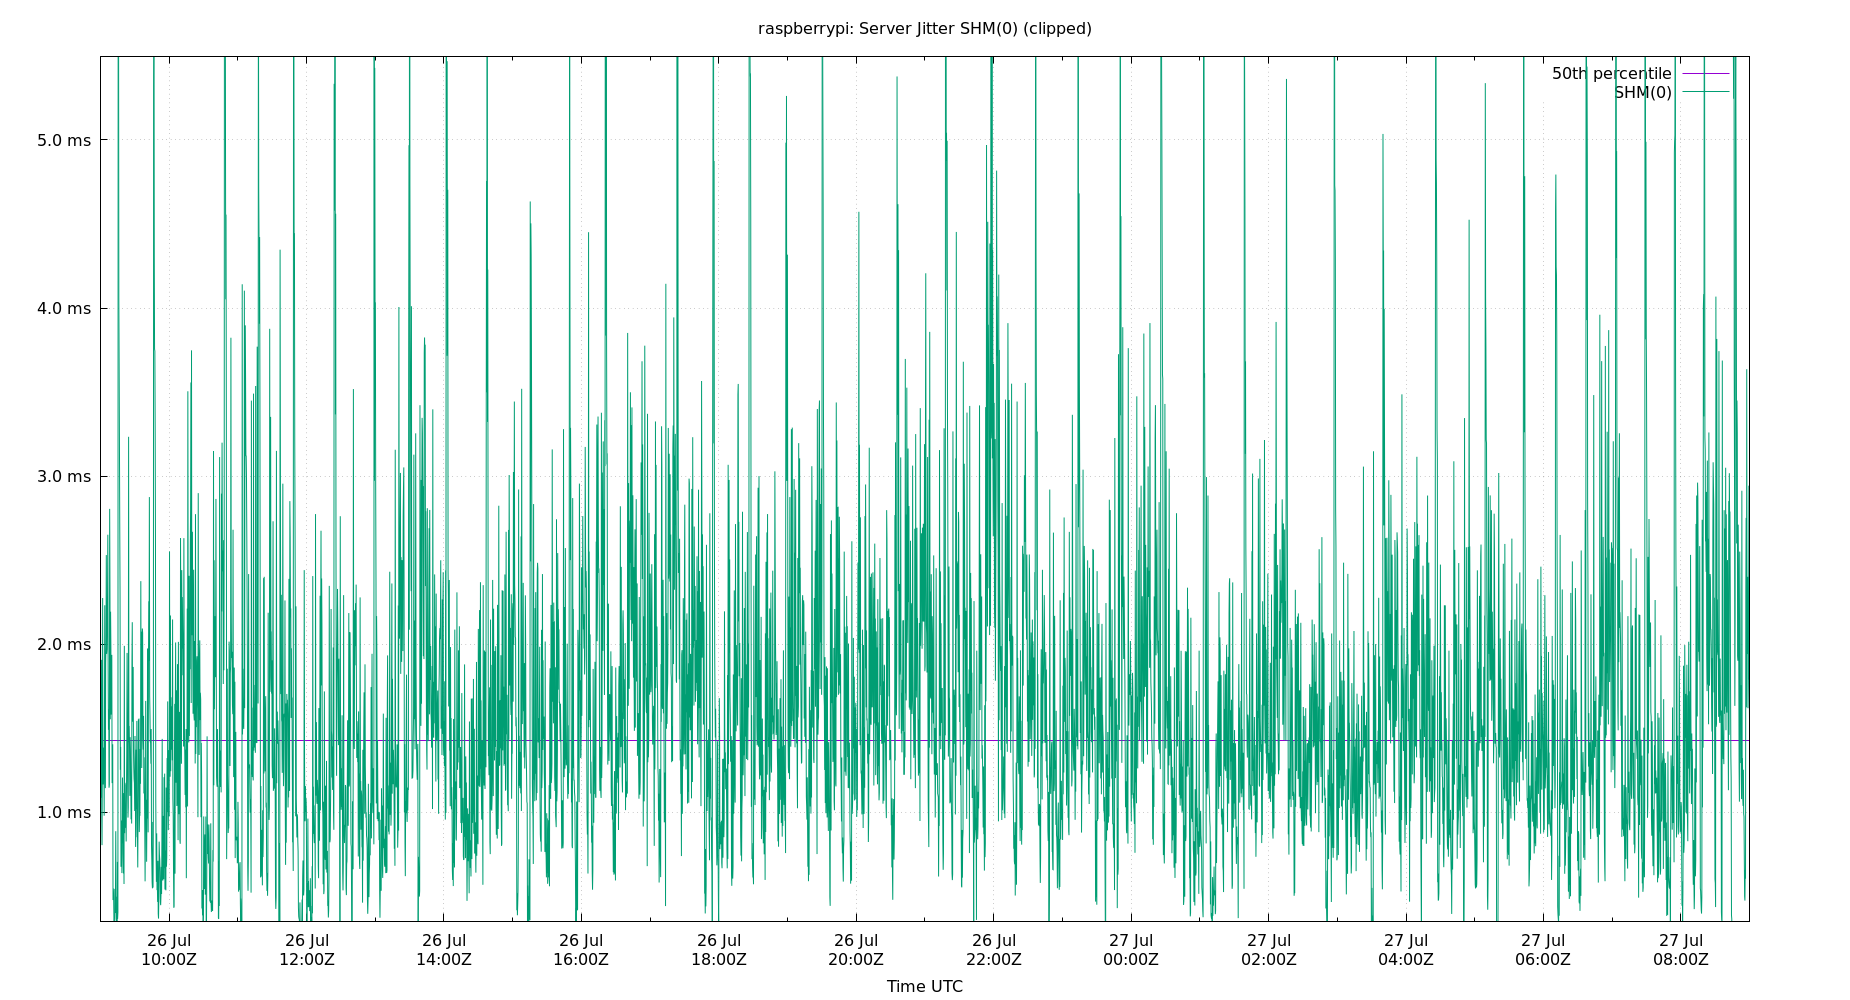 raspberrypi: Server Jitter SHM(0) (clipped)
50th percentile
SHM(0)
5.0 ms
4.0 ms
3.0 ms
2.0 ms
1.0 ms
26 Jul 26 Jul 26 Jul 26 Jul 26 Jul 26 Jul 26 Jul 27 Jul 27 Jul 27 Jul 27 Jul 27 Jul
10:00Z 12:00Z 14:00Z 16:00Z 18:00Z 20:00Z 22:00Z 00:00Z 02:00Z 04:00Z 06:00Z 08:00Z
Time UTC